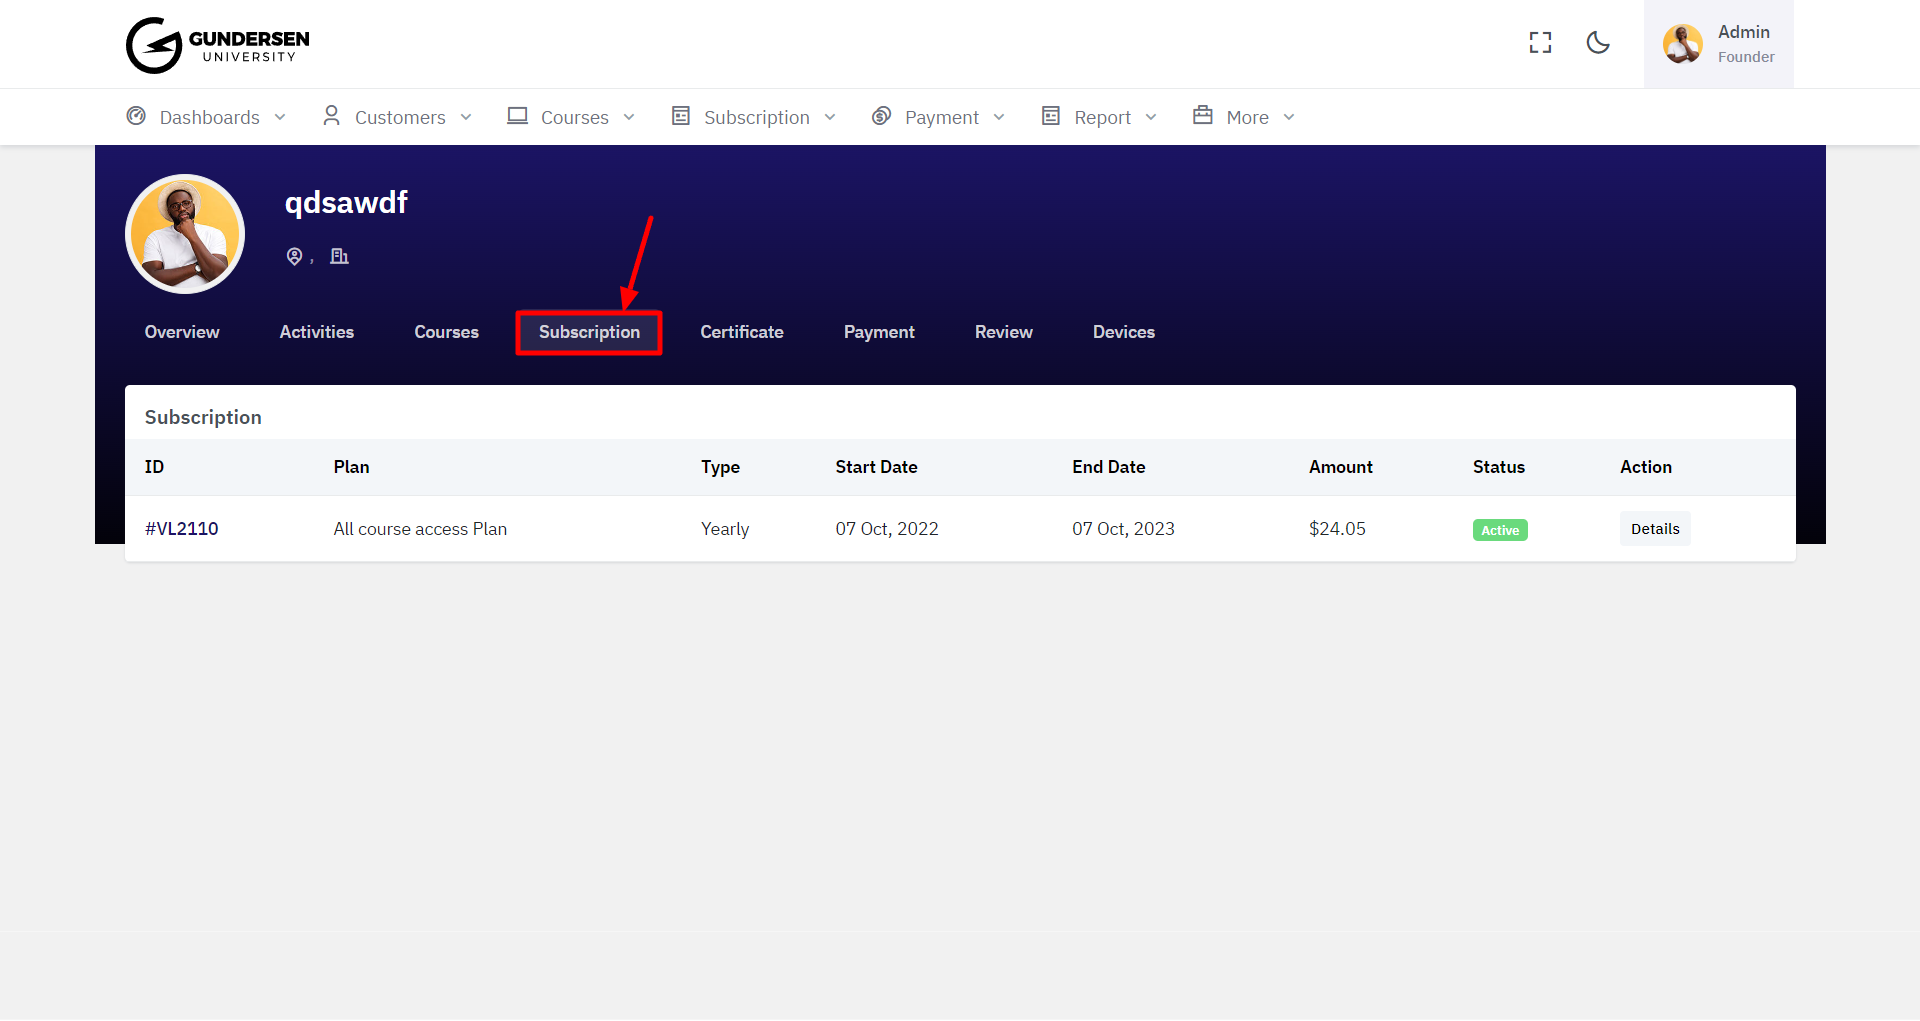 GUNDERSEN
UNIVERSITY
Admin
Founder
Dashboards Customers Courses Subscription Payment Report More
qdsawdf
,
Overview Activities Courses Subscription Certificate Payment Review Devices
Subscription
ID Plan Type Start Date End Date Amount Status Action
#VL2110 All course access Plan Yearly 07 Oct, 2022 07 Oct, 2023 $24.05 Active Details